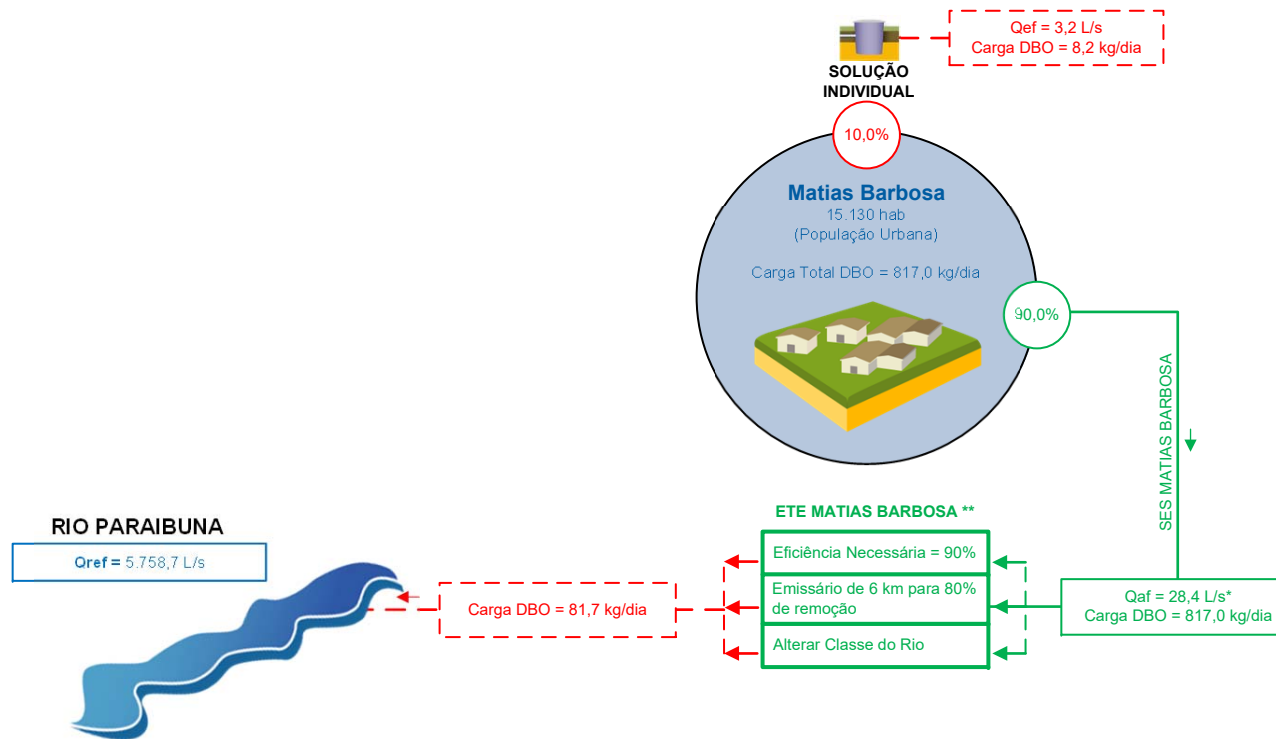 Qef = 3,2 L/s
Carga DBO = 8,2 kg/dia
SOLUÇÃO
INDIVIDUAL
10,0%
Matias Barbosa
15.130 hab
(População Urbana)
Carga Total DBO = 817,0 kg/dia
90,0%
SES MATIAS BARBOSA
RIO PARAIBUNA
Qref = 5.758,7 L/s
ETE MATIAS BARBOSA **
Eficiência Necessária = 90%
Emissário de 6 km para 80%
de remoção
Alterar Classe do Rio
Carga DBO = 81,7 kg/dia
Qaf = 28,4 L/s*
Carga DBO = 817,0 kg/dia